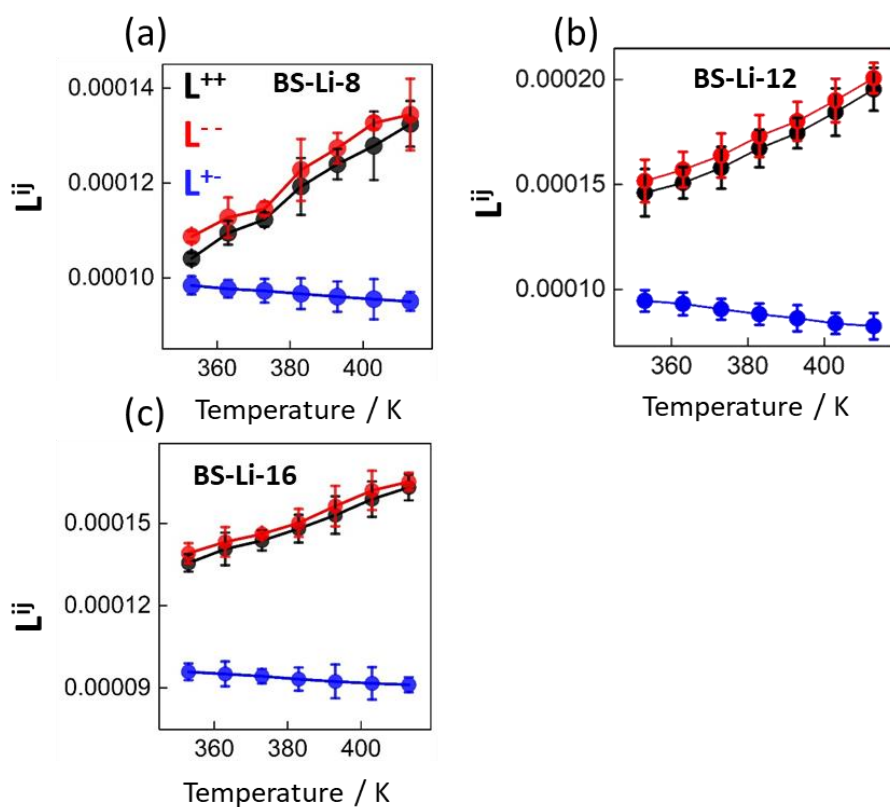 (a)
L++
L- -
L+-
BS-Li-8
Lij
0.00014
0.00012
0.00010
360 380 400
Temperature / K
(b)
BS-Li-12
Lij
0.00020
0.00015
0.00010
360 380 400
Temperature / K
(c)
BS-Li-16
Lij
0.00015
0.00012
0.00009
360 380 400
Temperature / K